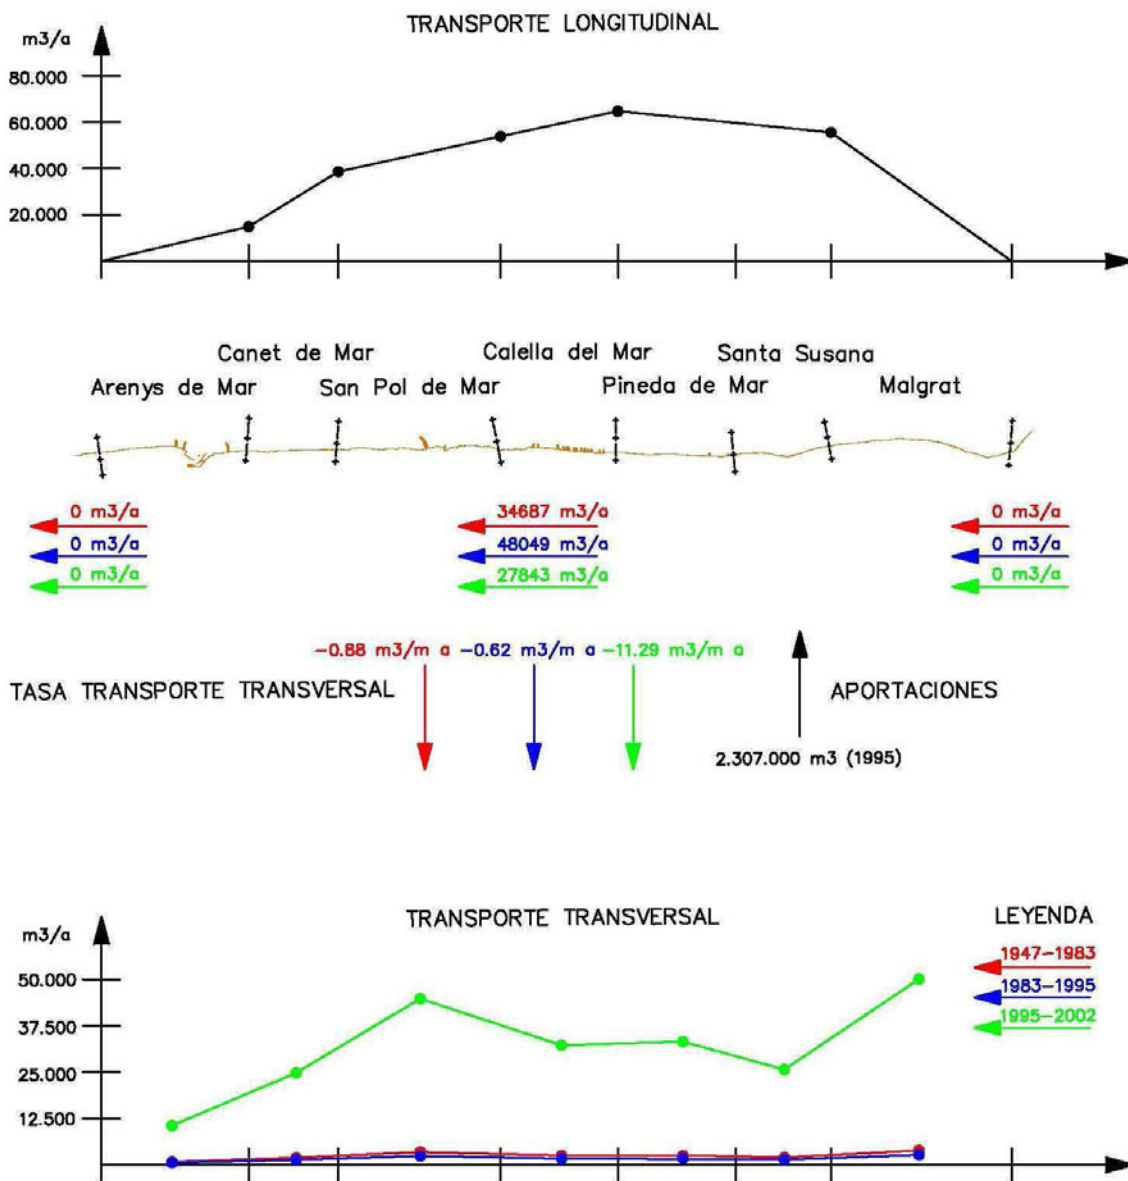 TRANSPORTE LONGITUDINAL
m3/a
80.000
60.000
40.000
20.000
Canet de Mar Calella del Mar Santa Susana
Arenys de Mar San Pol de Mar Pineda de Mar Malgrat
0 m3/a 34687 m3/a 0 m3/a
0 m3/a 48049 m3/a 0 m3/a
0 m3/a 27843 m3/a 0 m3/a
-0.88 m3/m a -0.62 m3/m a -11.29 m3/m a
TASA TRANSPORTE TRANSVERSAL APORTACIONES
2.307.000 m3 (1995)
TRANSPORTE TRANSVERSAL LEYENDA
m3/a
1947-1983
50.000 1983-1995
37.500 1995-2002
25.000
12.500